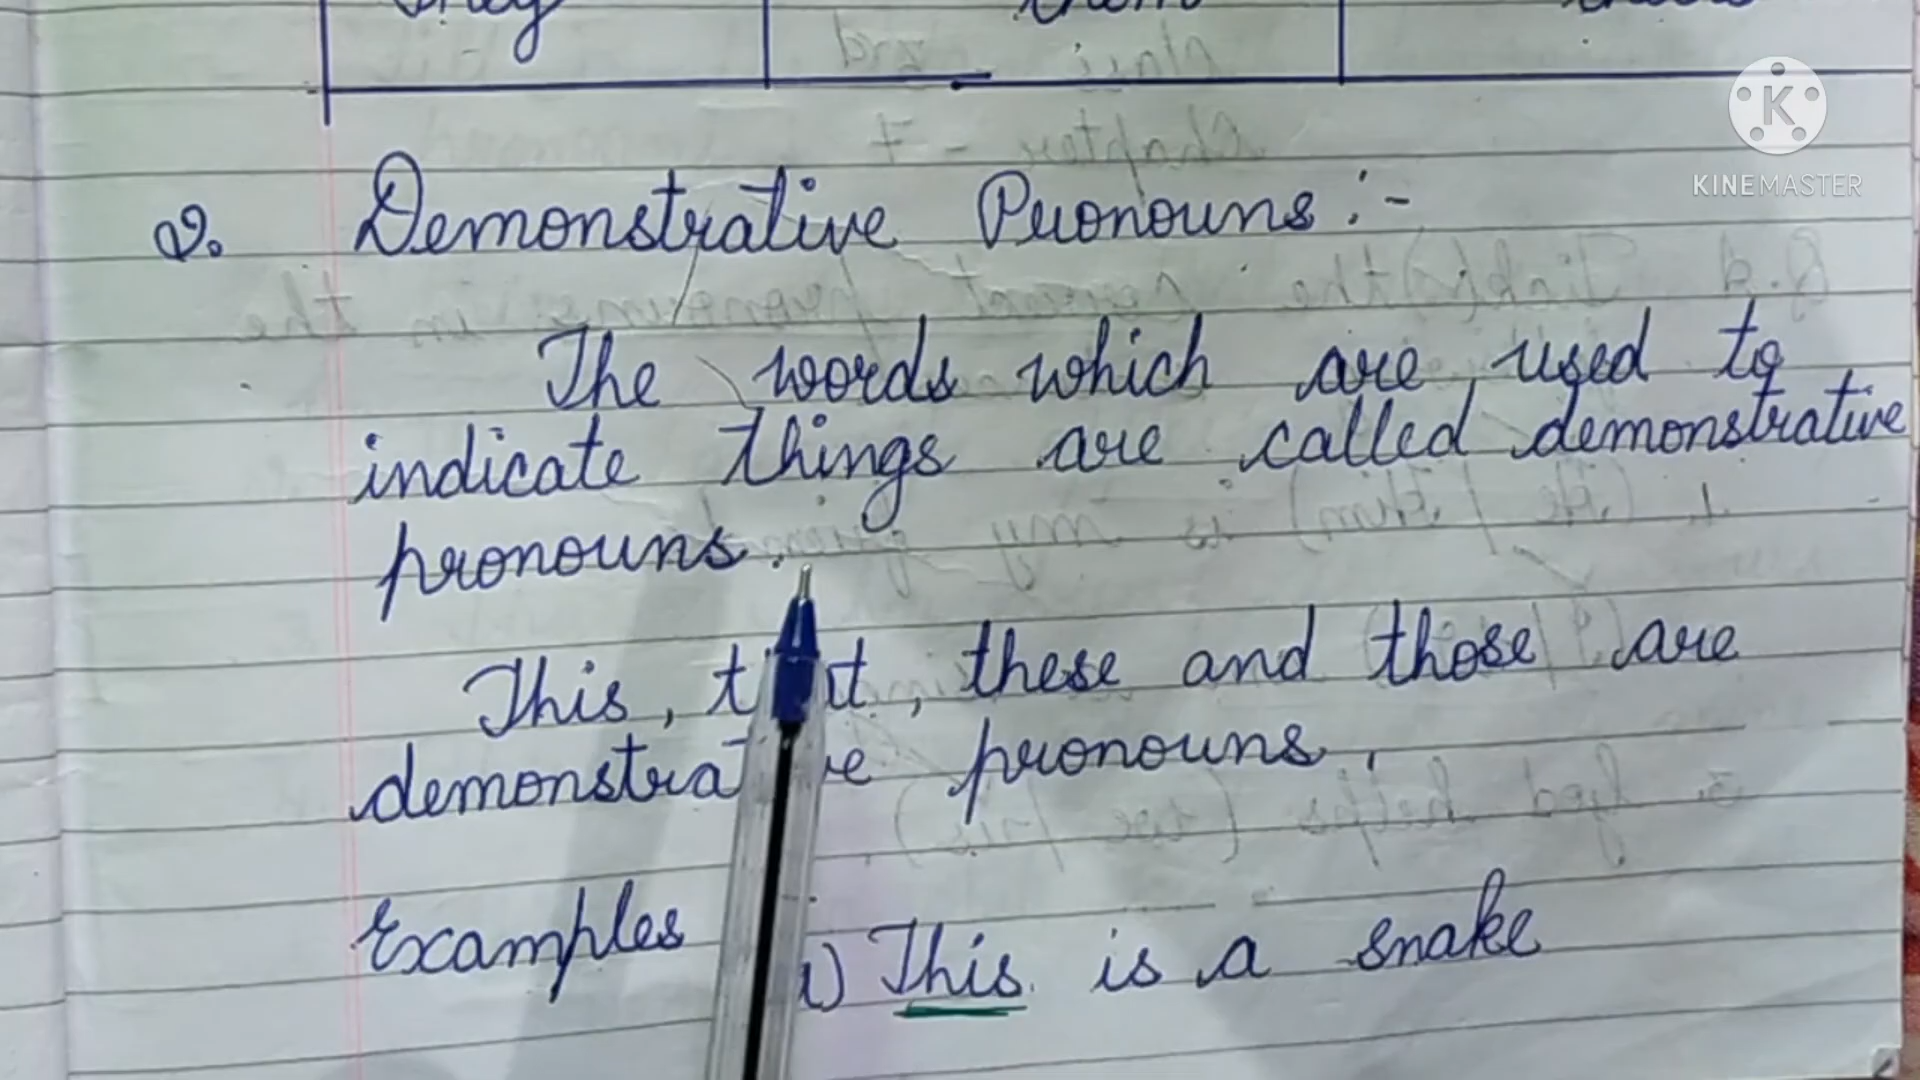 They
KINEMASTER
2. Demonstrative Pronouns :-
The words which are used to
indicate things are called demonstrative
pronouns.
This, that, these and those are
demonstrative pronouns.
Examples i) This is a snake